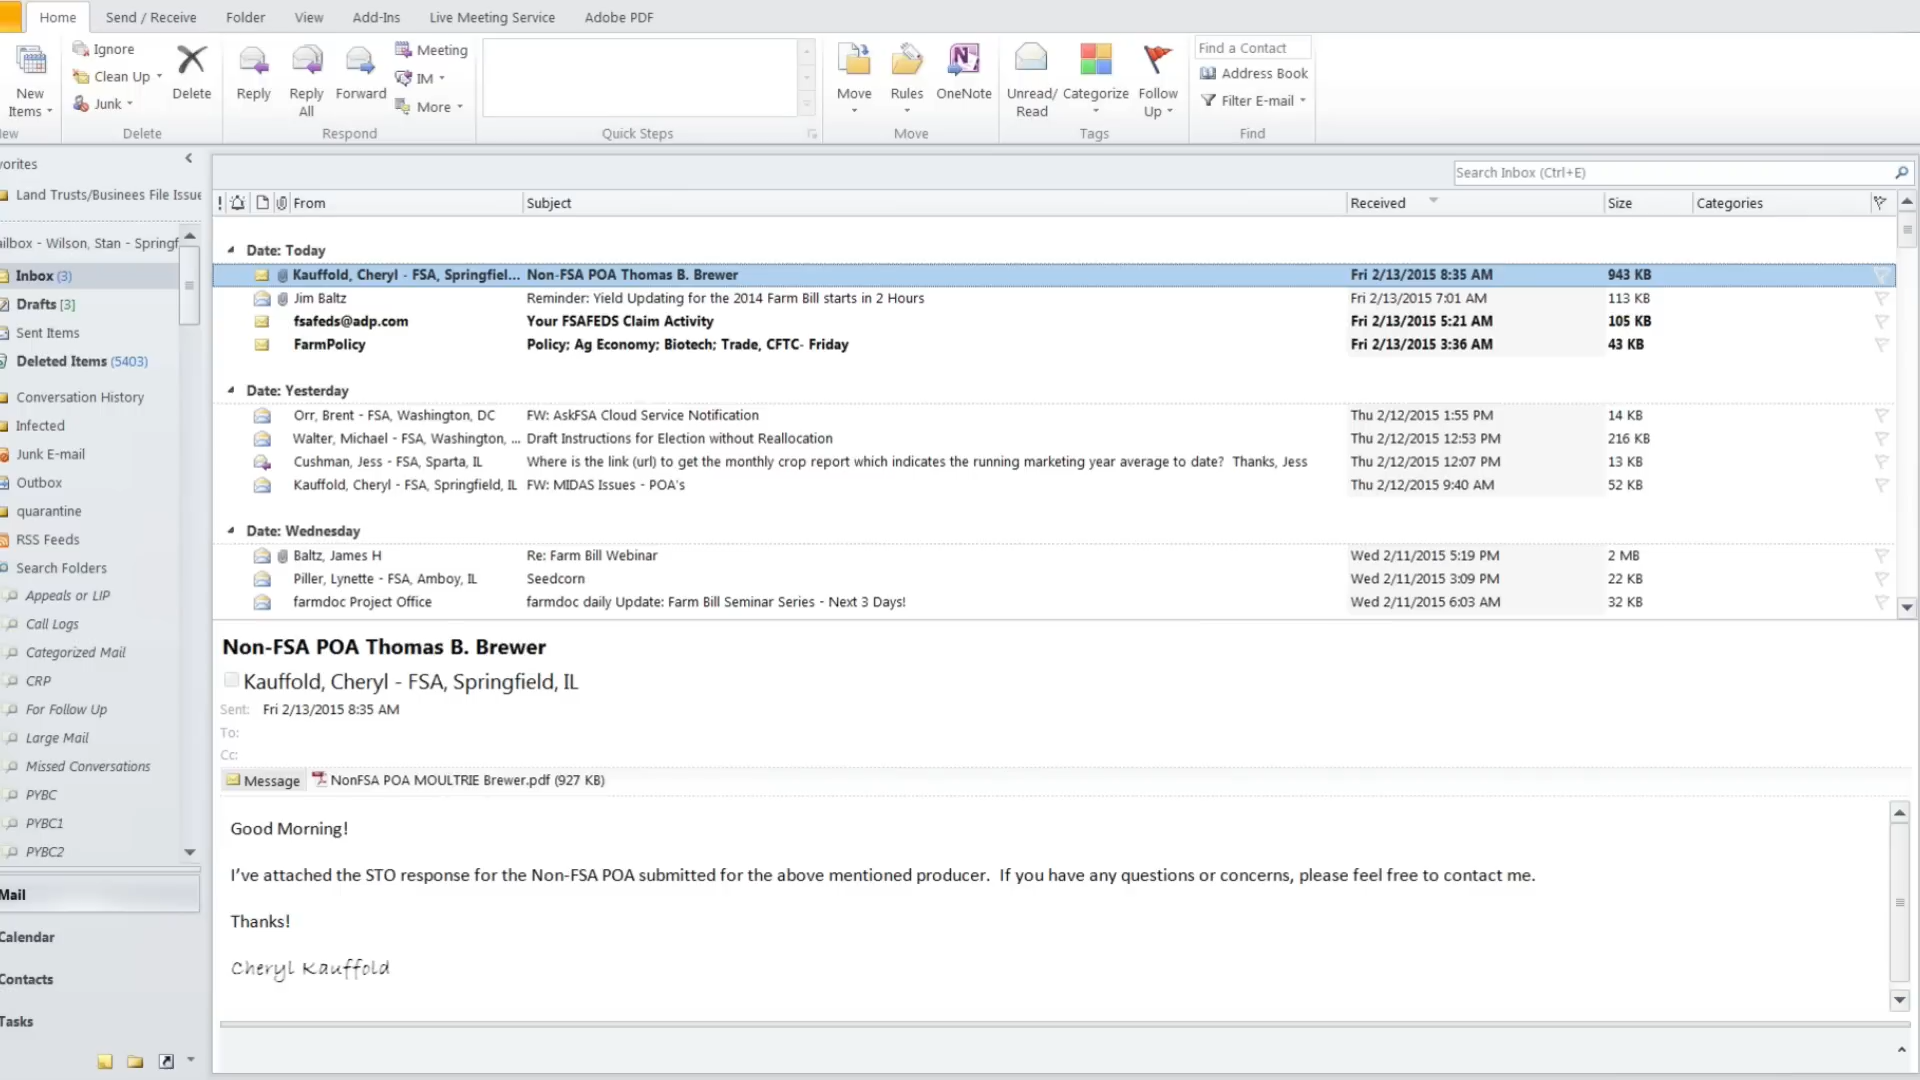 Home Send / Receive Folder View Add-Ins Live Meeting Service Adobe PDF
New Items
Ignore
Clean Up
Junk
Delete
Delete
Reply
Reply All
Forward
Meeting
IM
More
Respond
Quick Steps
Move
Rules
OneNote
Move
Unread/ Read
Categorize
Follow Up
Tags
Find a Contact
Address Book
Filter E-mail
Find
ew
vorites
Land Trusts/Businees File Issue
ailbox - Wilson, Stan - Springf
Inbox (3)
Drafts [3]
Sent Items
Deleted Items (5403)
Conversation History
Infected
Junk E-mail
Outbox
quarantine
RSS Feeds
Search Folders
Appeals or LIP
Call Logs
Categorized Mail
CRP
For Follow Up
Large Mail
Missed Conversations
PYBC
PYBC1
PYBC2
Mail
Calendar
Contacts
Tasks
Search Inbox (Ctrl+E)
! From Subject Received Size Categories
Date: Today
Kauffold, Cheryl - FSA, Springfiel... Non-FSA POA Thomas B. Brewer Fri 2/13/2015 8:35 AM 943 KB
Jim Baltz Reminder: Yield Updating for the 2014 Farm Bill starts in 2 Hours Fri 2/13/2015 7:01 AM 113 KB
fsafeds@adp.com Your FSAFEDS Claim Activity Fri 2/13/2015 5:21 AM 105 KB
FarmPolicy Policy; Ag Economy; Biotech; Trade, CFTC- Friday Fri 2/13/2015 3:36 AM 43 KB
Date: Yesterday
Orr, Brent - FSA, Washington, DC FW: AskFSA Cloud Service Notification Thu 2/12/2015 1:55 PM 14 KB
Walter, Michael - FSA, Washington, ... Draft Instructions for Election without Reallocation Thu 2/12/2015 12:53 PM 216 KB
Cushman, Jess - FSA, Sparta, IL Where is the link (url) to get the monthly crop report which indicates the running marketing year average to date? Thanks, Jess Thu 2/12/2015 12:07 PM 13 KB
Kauffold, Cheryl - FSA, Springfield, IL FW: MIDAS Issues - POA's Thu 2/12/2015 9:40 AM 52 KB
Date: Wednesday
Baltz, James H Re: Farm Bill Webinar Wed 2/11/2015 5:19 PM 2 MB
Piller, Lynette - FSA, Amboy, IL Seedcorn Wed 2/11/2015 3:09 PM 22 KB
farmdoc Project Office farmdoc daily Update: Farm Bill Seminar Series - Next 3 Days! Wed 2/11/2015 6:03 AM 32 KB
Non-FSA POA Thomas B. Brewer
Kauffold, Cheryl - FSA, Springfield, IL
Sent: Fri 2/13/2015 8:35 AM
To:
Cc:
Message NonFSA POA MOULTRIE Brewer.pdf (927 KB)
Good Morning!
I've attached the STO response for the Non-FSA POA submitted for the above mentioned producer. If you have any questions or concerns, please feel free to contact me.
Thanks!
Cheryl Kauffold